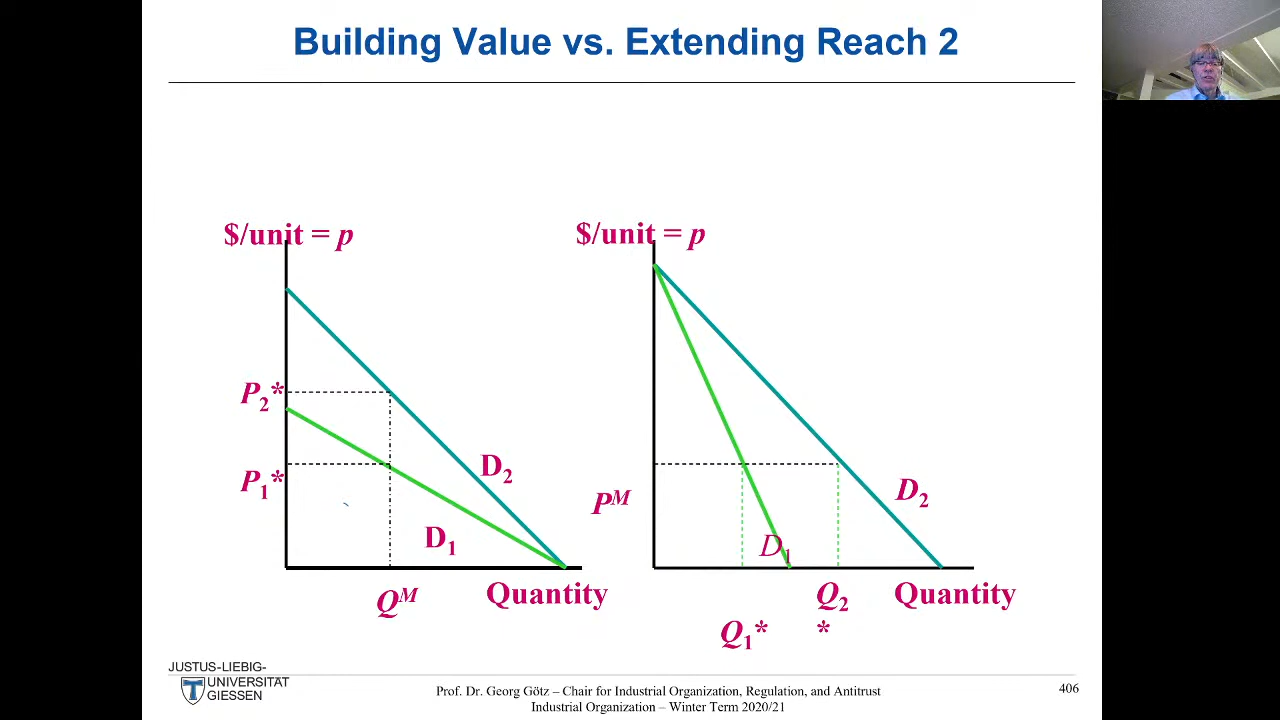 Building Value vs. Extending Reach 2
$/unit = p
P2*
P1*
D2
D1
QM
Quantity
$/unit = p
PM
D2
D1
Q1*
Q2
*
Quantity
JUSTUS-LIEBIG-
UNIVERSITÄT
GIESSEN
Prof. Dr. Georg Götz – Chair for Industrial Organization, Regulation, and Antitrust
Industrial Organization – Winter Term 2020/21
406